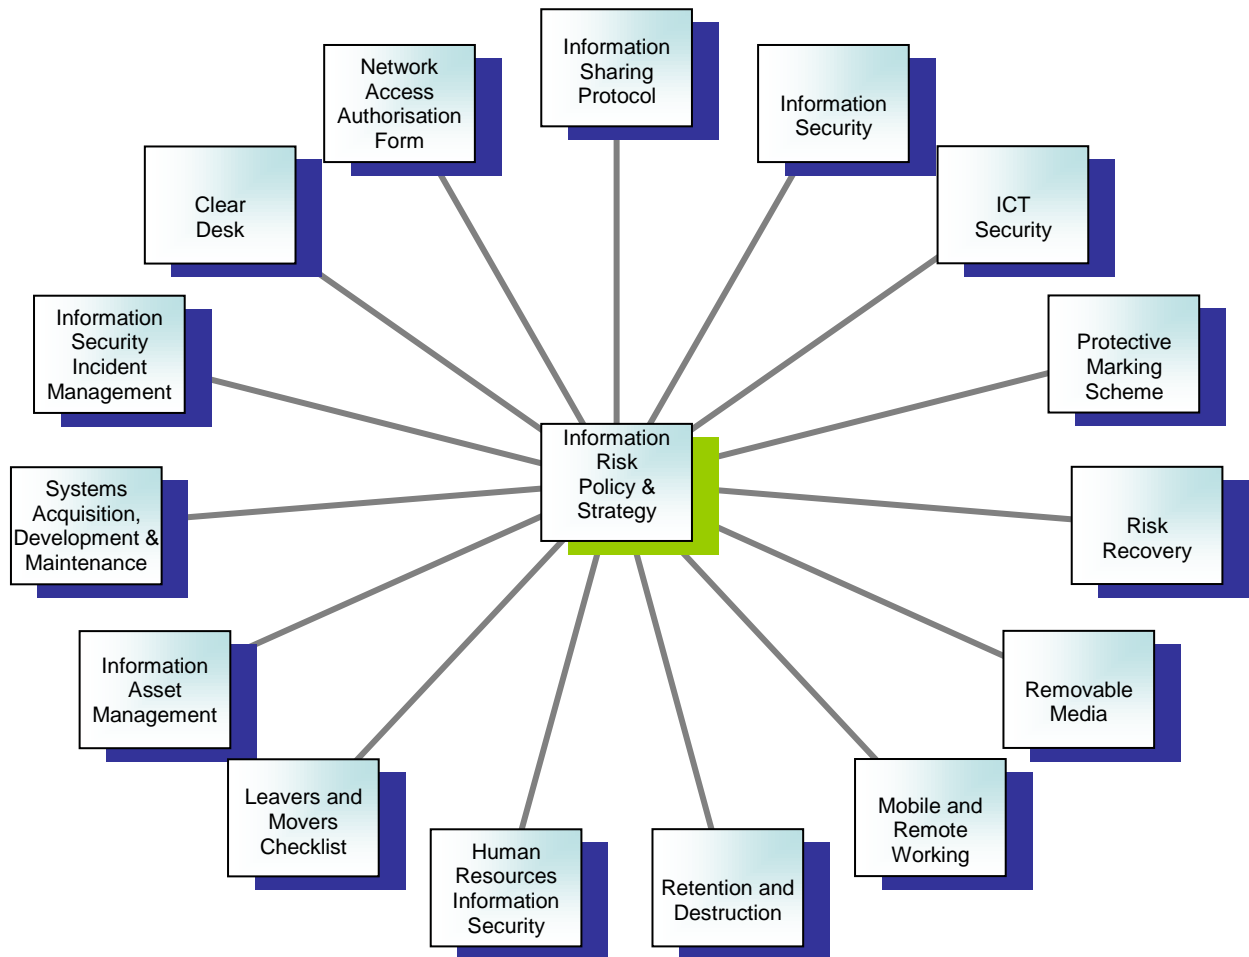 Information
Sharing
Protocol
Information
Security
ICT
Security
Protective
Marking
Scheme
Risk
Recovery
Removable
Media
Mobile and
Remote
Working
Retention and
Destruction
Human
Resources
Information
Security
Leavers and
Movers
Checklist
Information
Asset
Management
Systems
Acquisition,
Development &
Maintenance
Information
Security
Incident
Management
Clear
Desk
Network
Access
Authorisation
Form
Information
Risk
Policy &
Strategy